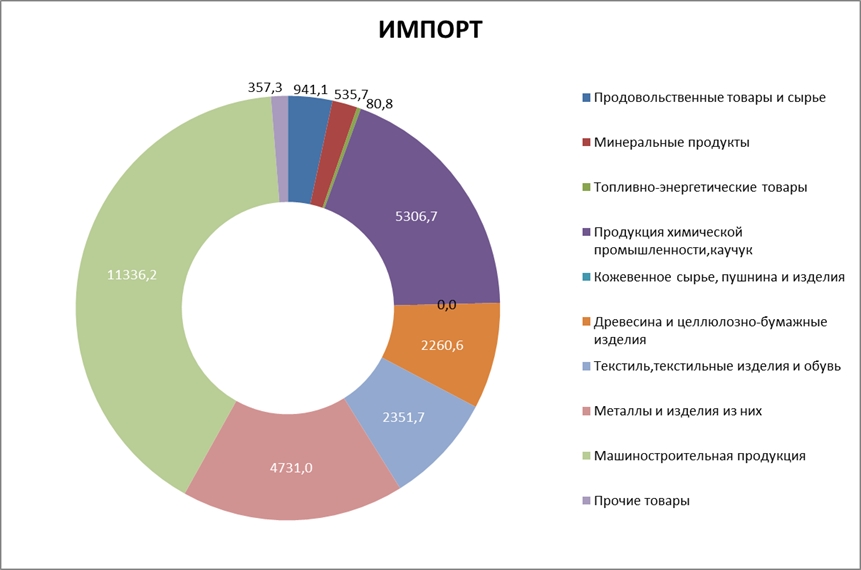 ИМПОРТ
357,3
941,1
535,7
80,8
5306,7
0,0
2260,6
2351,7
4731,0
11336,2
Продовольственные товары и сырье
Минеральные продукты
Топливно-энергетические товары
Продукция химической
промышленности,каучук
Кожевенное сырье, пушнина и изделия
Древесина и целлюлозно-бумажные
изделия
Текстиль,текстильные изделия и обувь
Металлы и изделия из них
Машиностроительная продукция
Прочие товары